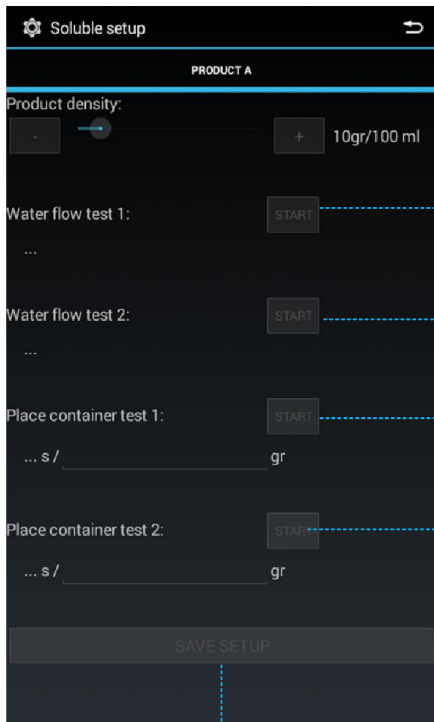 Soluble setup
PRODUCT A
Product density:
- + 10gr/100 ml
Water flow test 1: START
...
Water flow test 2: START
...
Place container test 1: START
... s / gr
Place container test 2: START
... s / gr
SAVE SETUP